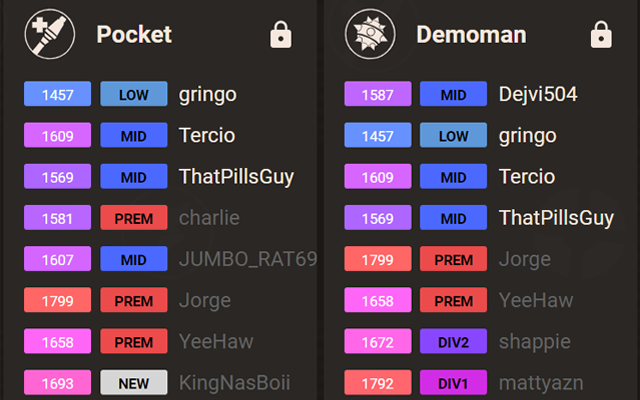 Pocket
1457 LOW gringo
1609 MID Tercio
1569 MID ThatPillsGuy
1581 PREM charlie
1607 MID JUMBO_RAT69
1799 PREM Jorge
1658 PREM YeeHaw
1693 NEW KingNasBoii
Demoman
1587 MID Dejvi504
1457 LOW gringo
1609 MID Tercio
1569 MID ThatPillsGuy
1799 PREM Jorge
1658 PREM YeeHaw
1672 DIV2 shappie
1792 DIV1 mattyazn